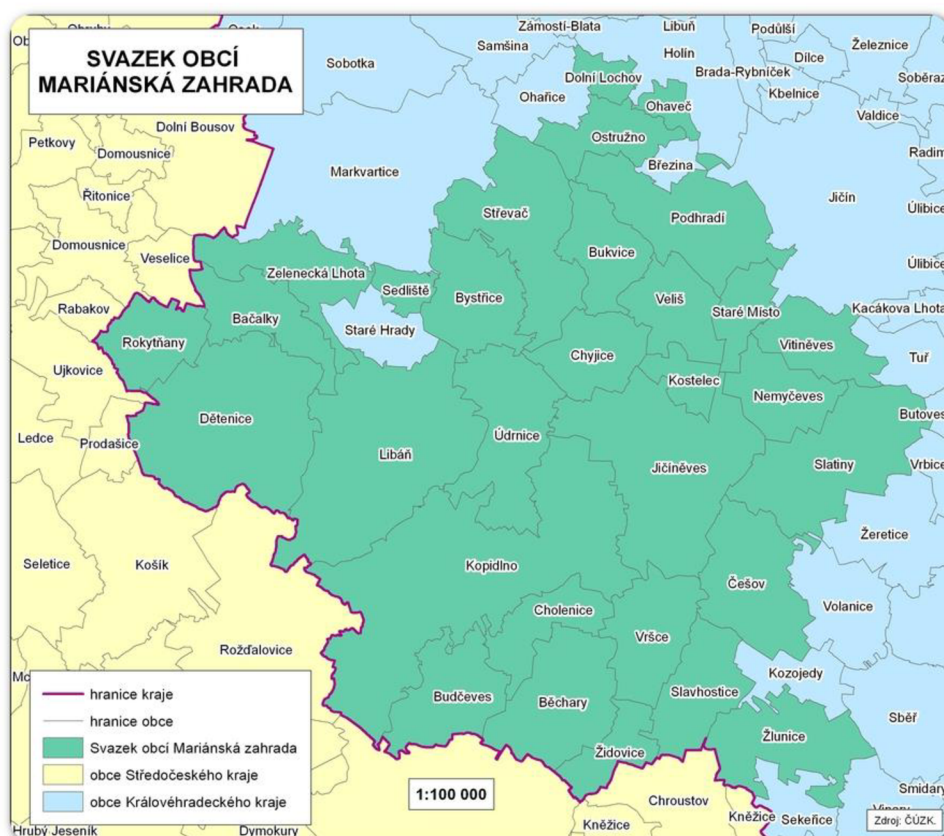 SVAZEK OBCÍ
MARIÁNSKÁ ZAHRADA
Zámostí-Blata
Libuň
Podůlší
Samšina
Holín
Dílce
Železnice
Sobotka
Dolní Lochov
Brada-Rybníček
Ohařice
Kbelnice
Ohaveč
Valdice
Dolní Bousov
Petkovy
Domousnice
Ostružno
Březina
Markvartice
Jičín
Řitonice
Střevač
Podhradí
Úlibice
Domousnice
Veselice
Bukvice
Zelenecká Lhota
Sedliště
Úlibice
Bystřice
Veliš
Rabakov
Bačalky
Staré Hrady
Staré Místo
Kacákova Lhota
Rokytňany
Vitiněves
Chyjice
Tuř
Ujkovice
Kostelec
Nemyčeves
Dětenice
Butoves
Ledce
Prodašice
Libáň
Údrnice
Jičíněves
Slatiny
Vrbice
Žeretice
Seletice
Košík
Kopidlno
Češov
Cholenice
Volanice
Vršce
Rožďalovice
Kozojedy
Slavhostice
Budčeves
Běchary
Sběř
Židovice
Žlunice
hranice kraje
hranice obce
Svazek obcí Mariánská zahrada
obce Středočeského kraje
obce Královéhradeckého kraje
1:100 000
Smidary
Chroustov
Kněžice
Kněžice
Sekeřice
Zdroj: ČÚZK.
Hrubý Jeseník
Dymokury